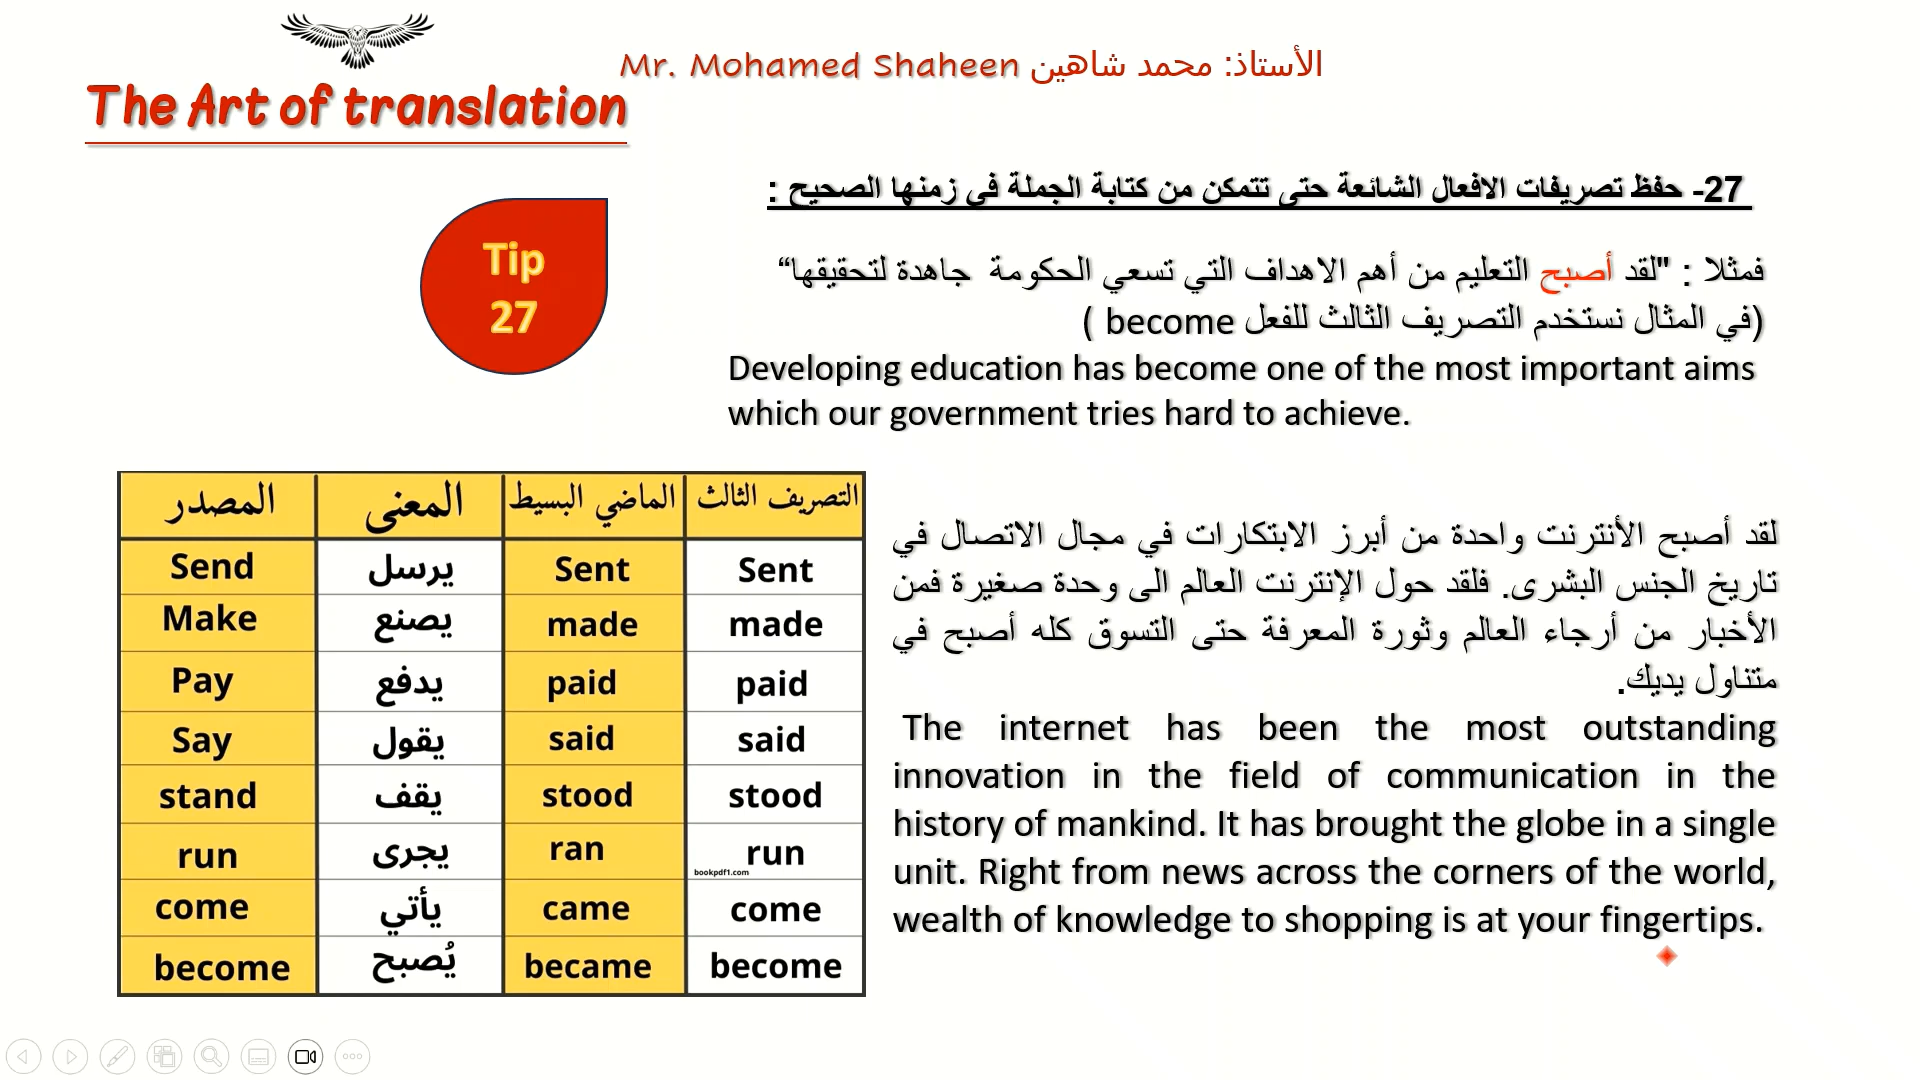 Mr. Mohamed Shaheen الأستاذ: محمد شاهين
The Art of translation
Tip
27
27- حفظ تصريفات الافعال الشائعة حتى تتمكن من كتابة الجملة في زمنها الصحيح :
فمثلا : "لقد أصبح التعليم من أهم الاهداف التي تسعي الحكومة جاهدة لتحقيقها“
(في المثال نستخدم التصريف الثالث للفعل become )
Developing education has become one of the most important aims
which our government tries hard to achieve.
المصدر المعنى الماضي البسيط التصريف الثالث
Send يرسل Sent Sent
Make يصنع made made
Pay يدفع paid paid
Say يقول said said
stand يقف stood stood
run يجرى ran run
bookpdf1.com
come يأتي came come
become يُصبح became become
لقد أصبح الأنترنت واحدة من أبرز الابتكارات في مجال الاتصال في
تاريخ الجنس البشرى. فلقد حول الإنترنت العالم الى وحدة صغيرة فمن
الأخبار من أرجاء العالم وثورة المعرفة حتى التسوق كله أصبح في
متناول يديك.
The internet has been the most outstanding
innovation in the field of communication in the
history of mankind. It has brought the globe in a single
unit. Right from news across the corners of the world,
wealth of knowledge to shopping is at your fingertips.